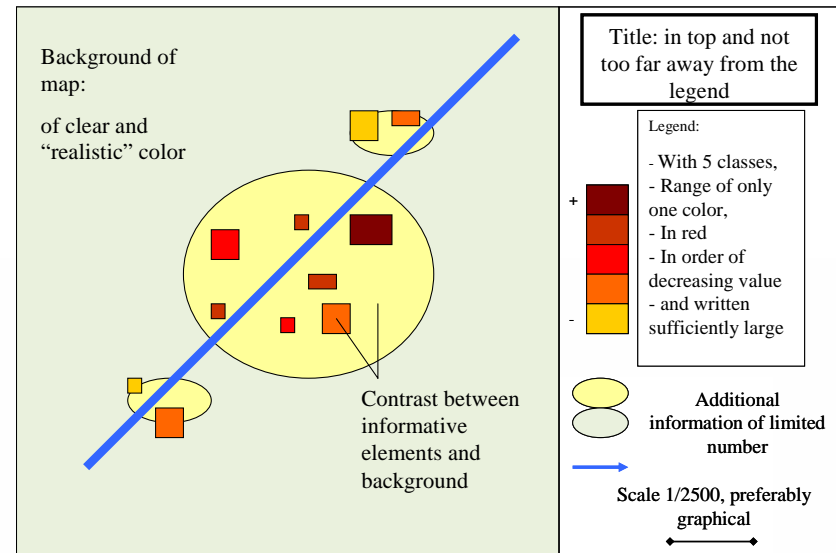 Background of
map:
of clear and
“realistic” color
Contrast between
informative
elements and
background
Title: in top and not
too far away from the
legend
Legend:
- With 5 classes,
- Range of only
one color,
- In red
- In order of
decreasing value
- and written
sufficiently large
+
-
Additional
information of limited
number
Scale 1/2500, preferably
graphical